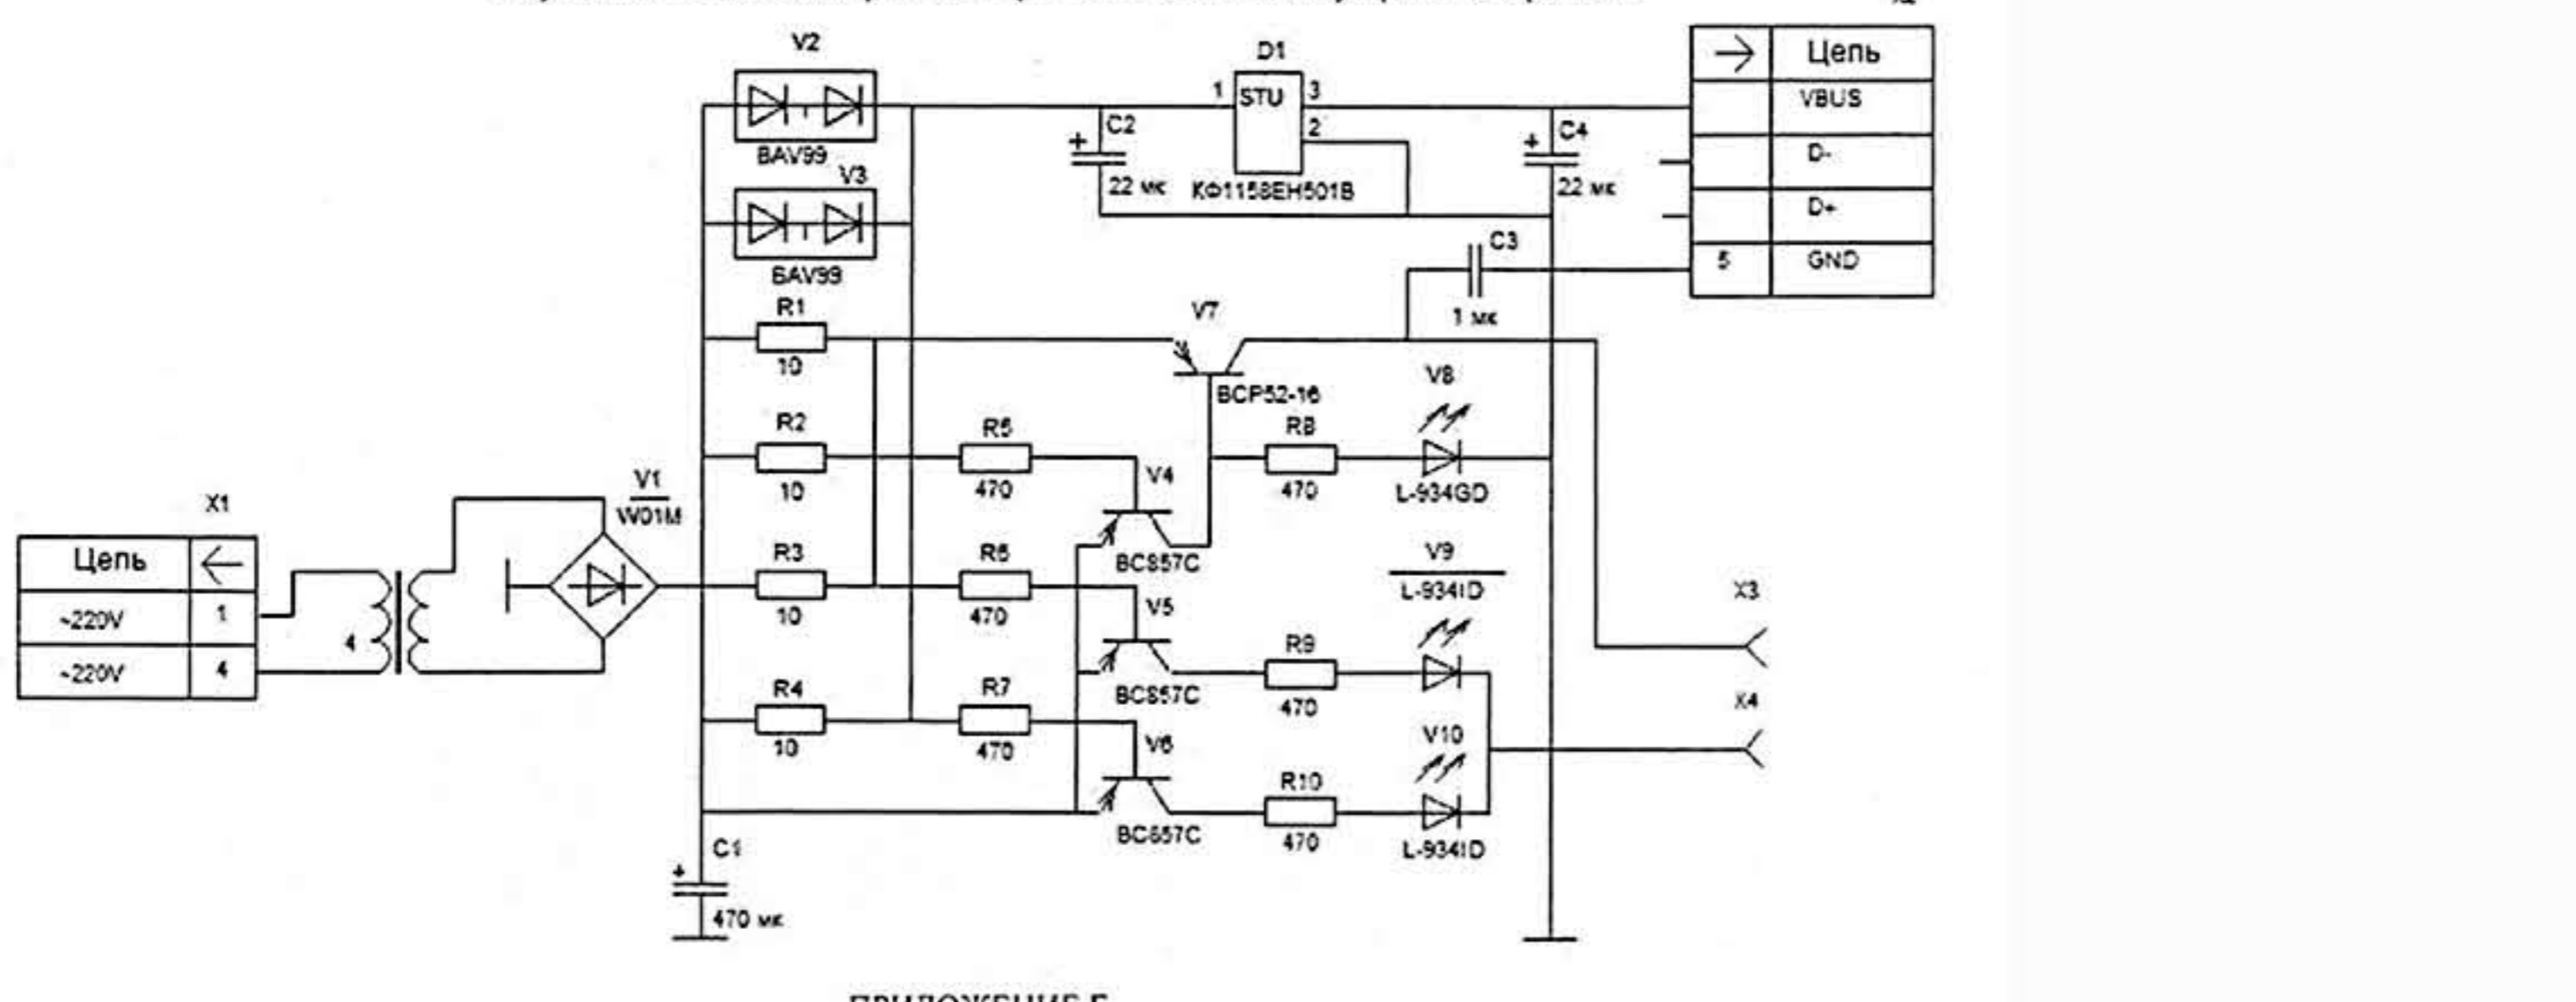 V2
D1
→ Цепь
1 STU 3
VBUS
2
C2
+
C4
+
D-
BAV99
22 мк
КФ1158ЕН501В
22 мк
V3
D+
C3
5 GND
BAV99
R1
V7
1 мк
10
V8
BCP52-16
R2
R5
R8
V4
10
470
470
L-934GD
V1
W01M
X1
R3
R6
BC857C
V9
Цепь ←
L-934ID
~220V 1
10
470
V5
X3
4
R9
~220V 4
R4
R7
BC857C
470
X4
10
470
V6
V10
R10
C1
+
BC857C
470
L-934ID
470 мк
ПРИЛОЖЕНИЕ Г